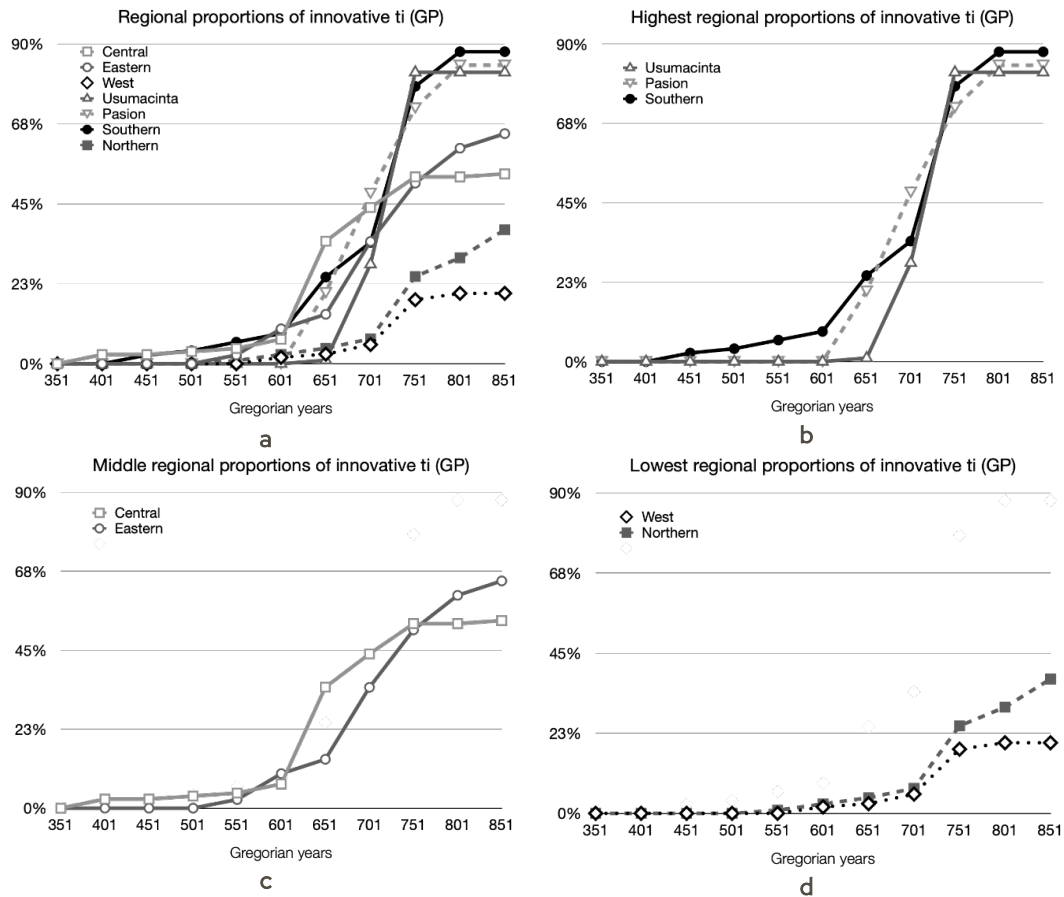 Regional proportions of innovative ti (GP)
90%
Central
Eastern
West
Usumacinta
Pasion
Southern
Northern
68%
45%
23%
0%
351 401 451 501 551 601 651 701 751 801 851
Gregorian years
a
Highest regional proportions of innovative ti (GP)
90%
Usumacinta
Pasion
Southern
68%
45%
23%
0%
351 401 451 501 551 601 651 701 751 801 851
Gregorian years
b
Middle regional proportions of innovative ti (GP)
90%
Central
Eastern
68%
45%
23%
0%
351 401 451 501 551 601 651 701 751 801 851
Gregorian years
c
Lowest regional proportions of innovative ti (GP)
90%
West
Northern
68%
45%
23%
0%
351 401 451 501 551 601 651 701 751 801 851
Gregorian years
d